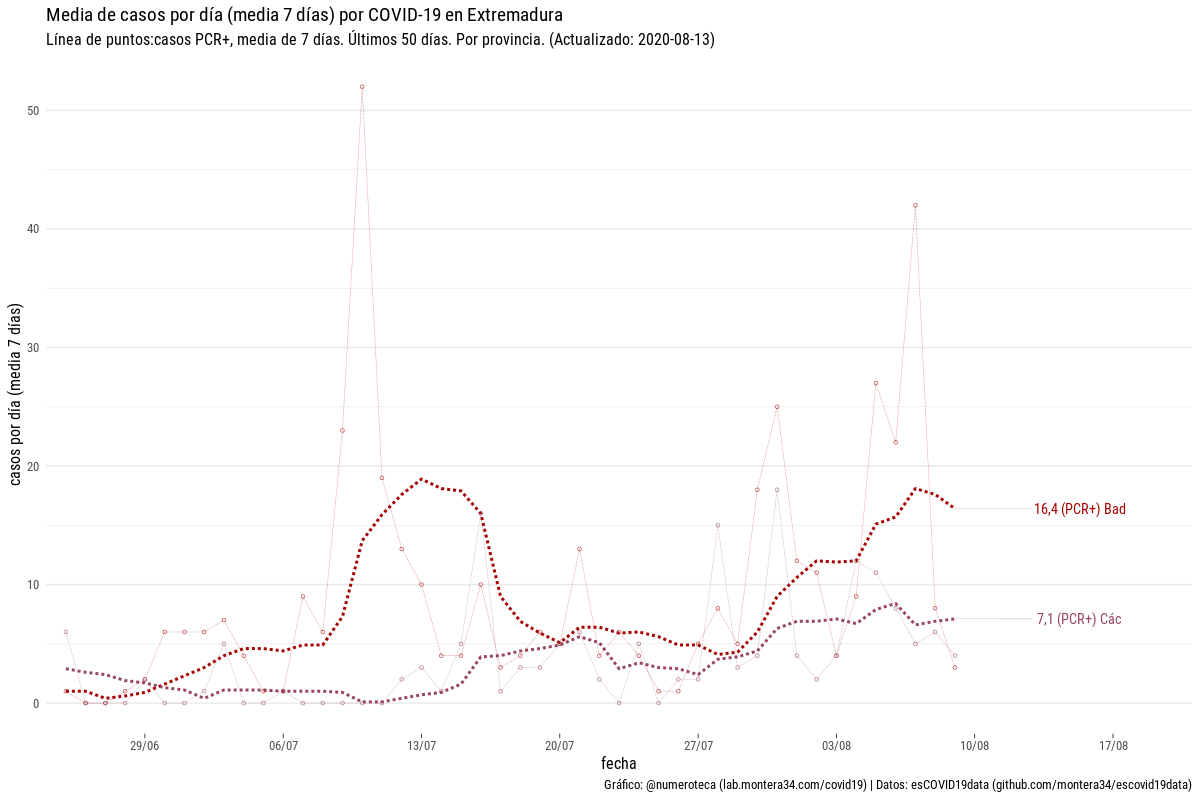 Media de casos por día (media 7 días) por COVID-19 en Extremadura
Línea de puntos:casos PCR+, media de 7 días. Últimos 50 días. Por provincia. (Actualizado: 2020-08-13)
casos por día (media 7 días)
50
40
30
20
10
0
16,4 (PCR+) Bad
7,1 (PCR+) Các
29/06
06/07
13/07
20/07
27/07
03/08
10/08
17/08
fecha
Gráfico: @numeroteca (lab.montera34.com/covid19) | Datos: esCOVID19data (github.com/montera34/escovid19data)